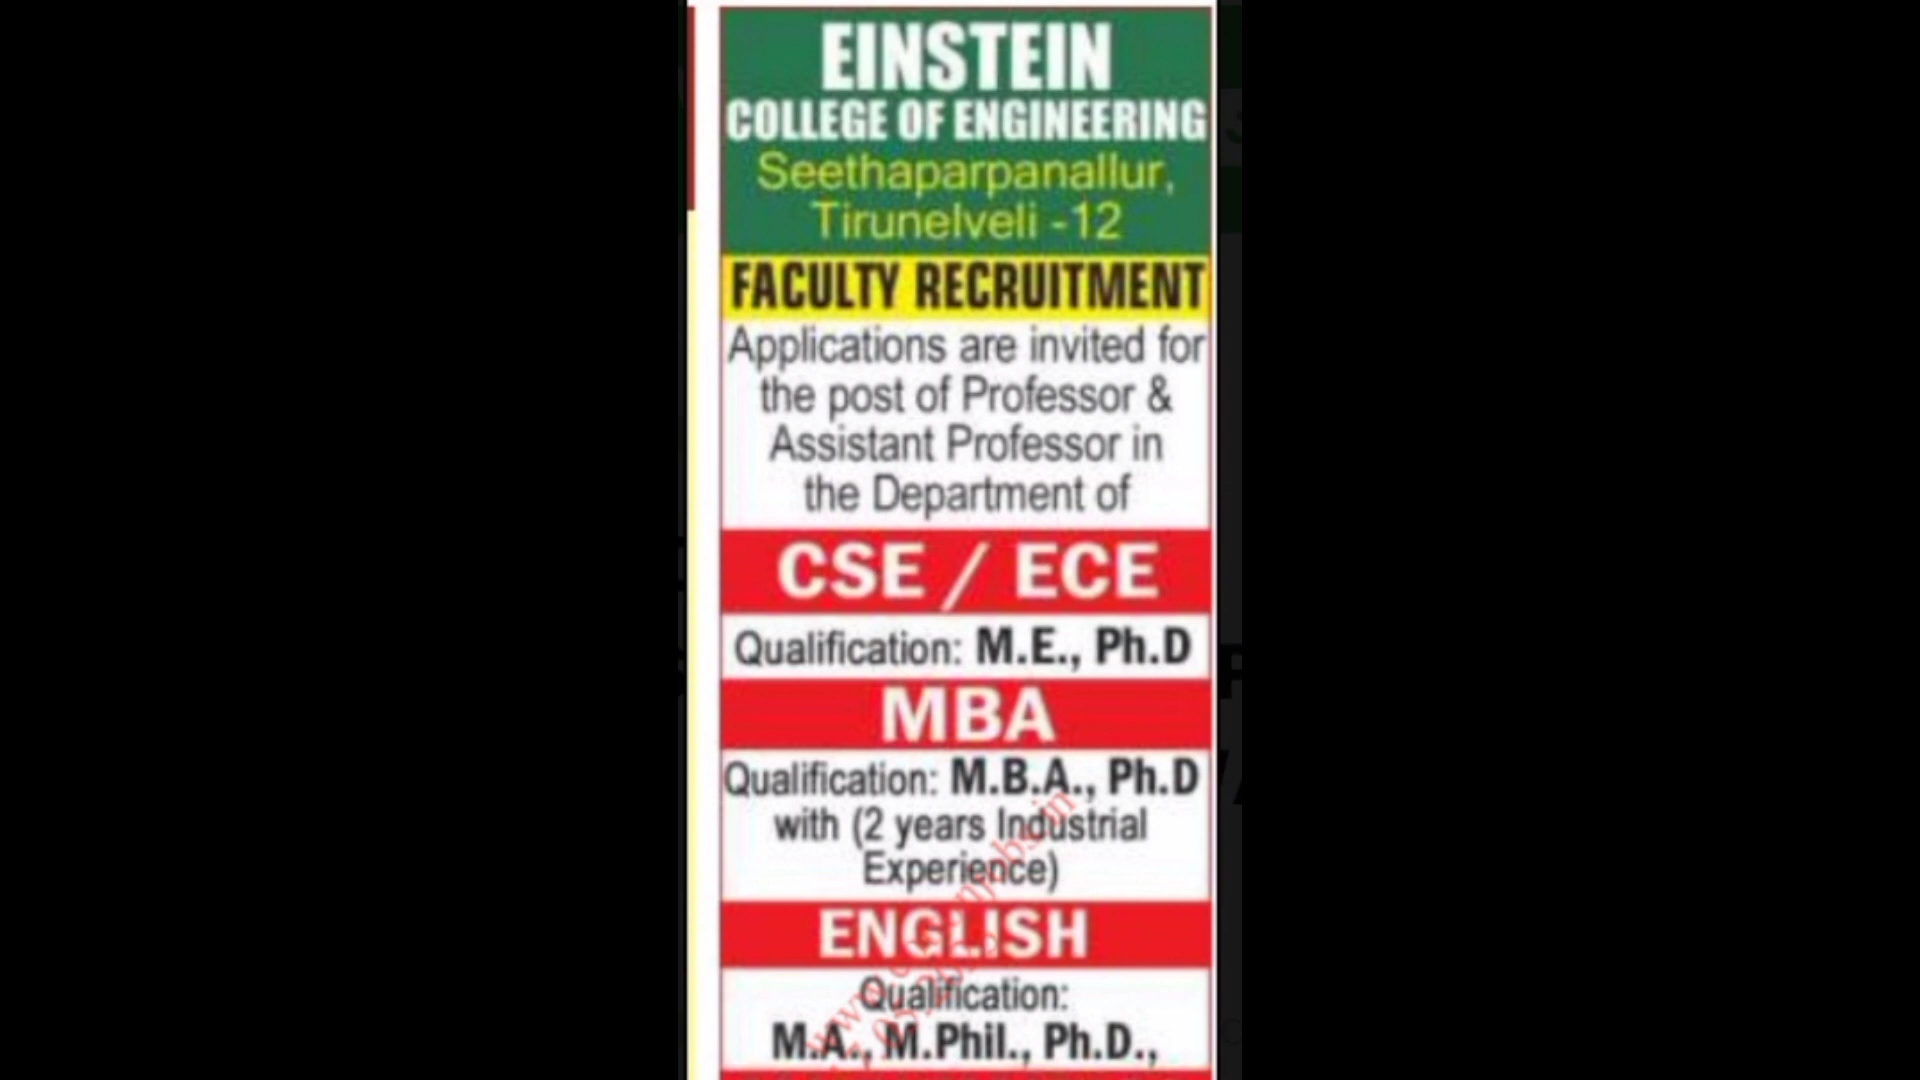 EINSTEIN
COLLEGE OF ENGINEERING
Seethaparpanallur,
Tirunelveli -12
FACULTY RECRUITMENT
Applications are invited for
the post of Professor &
Assistant Professor in
the Department of
CSE / ECE
Qualification: M.E., Ph.D
MBA
Qualification: M.B.A., Ph.D
with (2 years Industrial
Experience)
ENGLISH
Qualification:
M.A., M.Phil., Ph.D.,